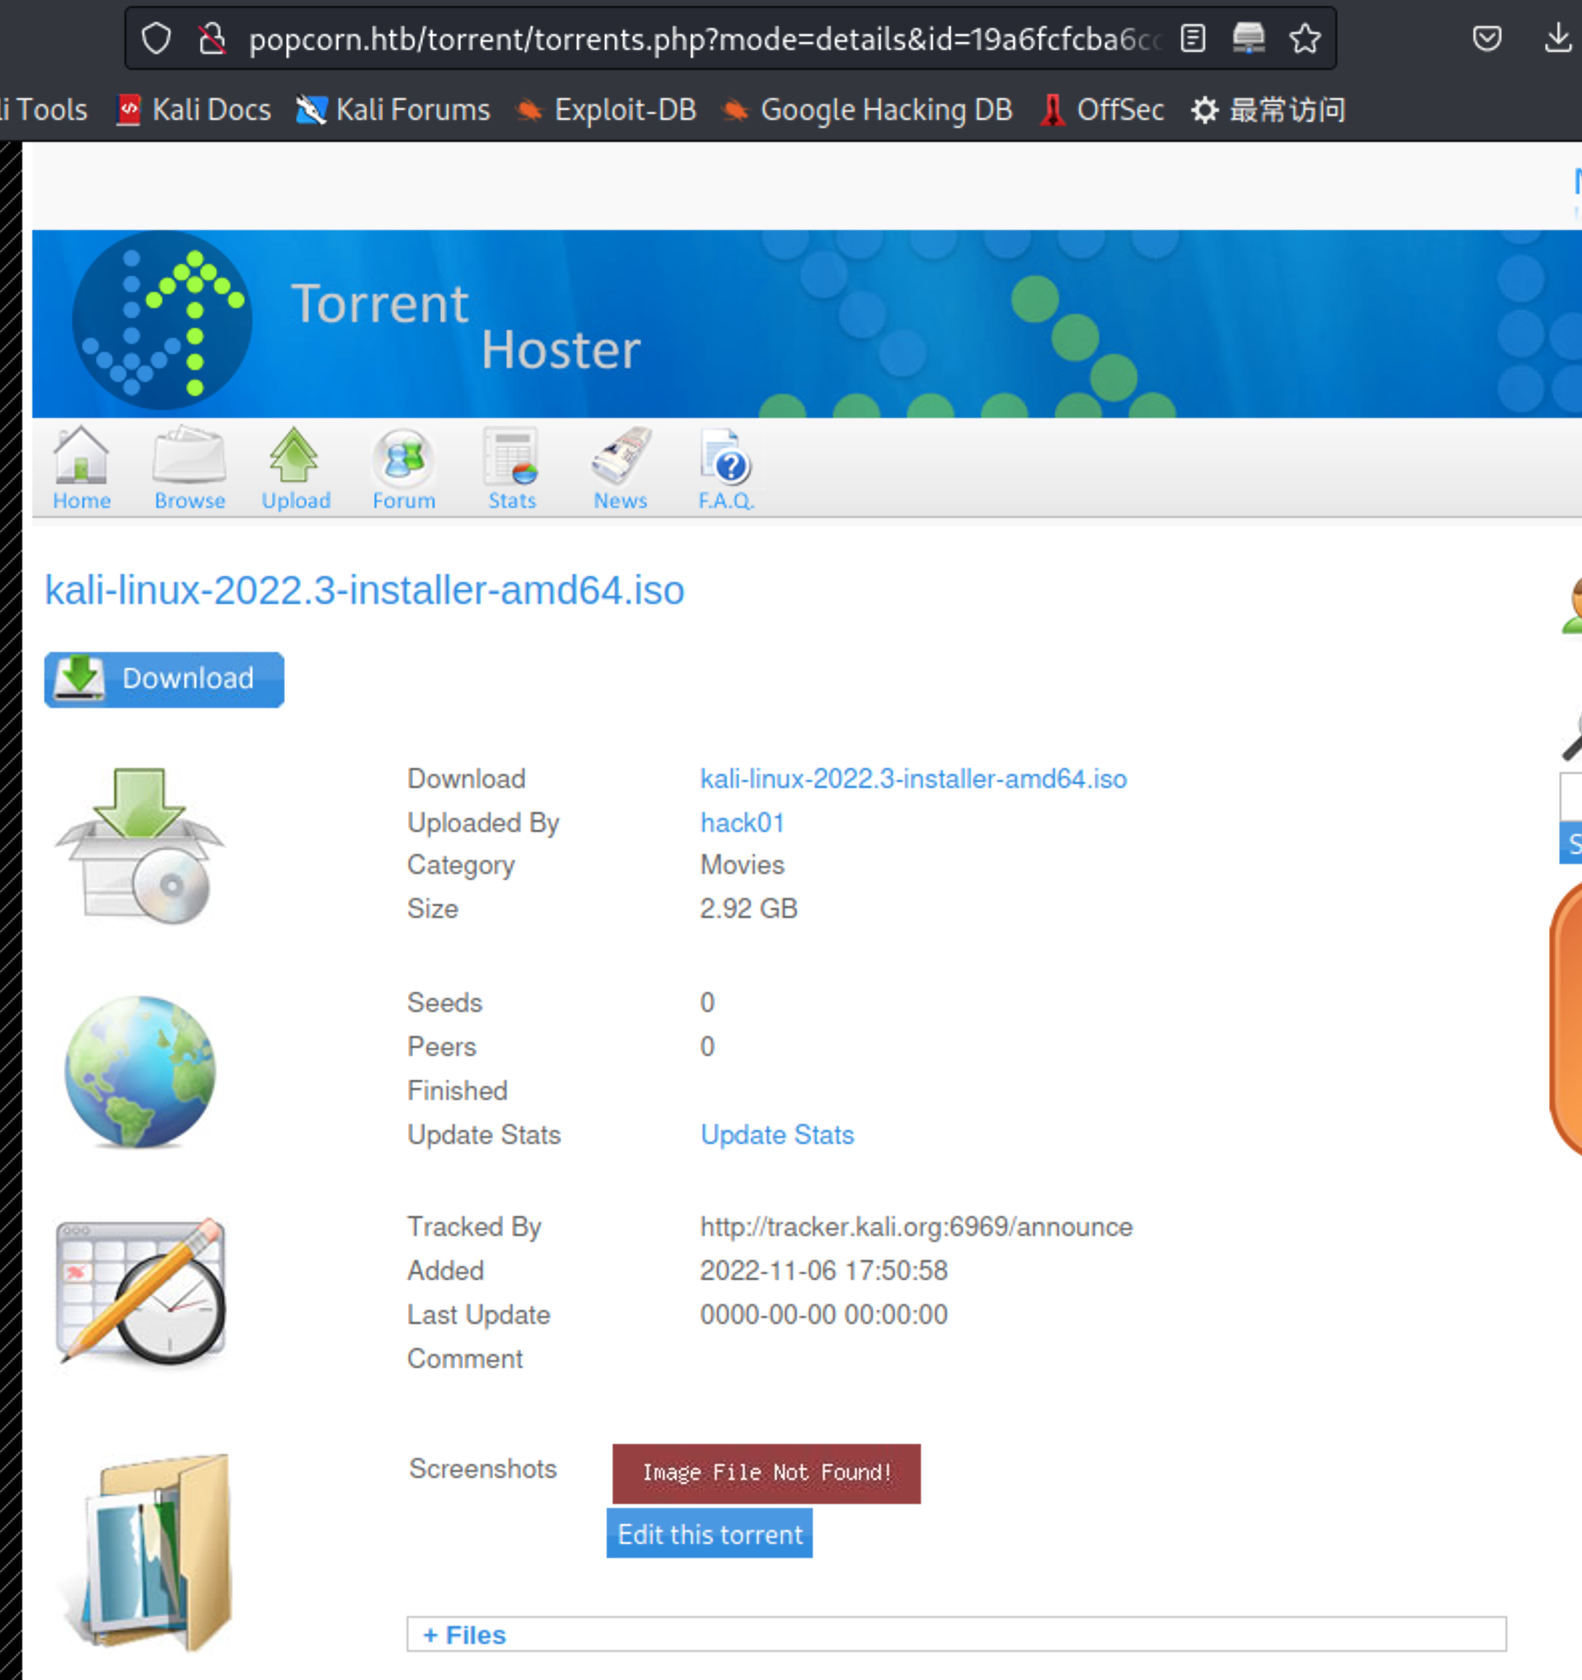 popcorn.htb/torrent/torrents.php?mode=details&id=19a6fcfcba6c
li Tools Kali Docs Kali Forums Exploit-DB Google Hacking DB OffSec 最常访问
Torrent
Hoster
Home Browse Upload Forum Stats News F.A.Q.
kali-linux-2022.3-installer-amd64.iso
Download
Download kali-linux-2022.3-installer-amd64.iso
Uploaded By hack01
Category Movies
Size 2.92 GB
Seeds 0
Peers 0
Finished
Update Stats Update Stats
Tracked By http://tracker.kali.org:6969/announce
Added 2022-11-06 17:50:58
Last Update 0000-00-00 00:00:00
Comment
Screenshots Image File Not Found!
Edit this torrent
+ Files